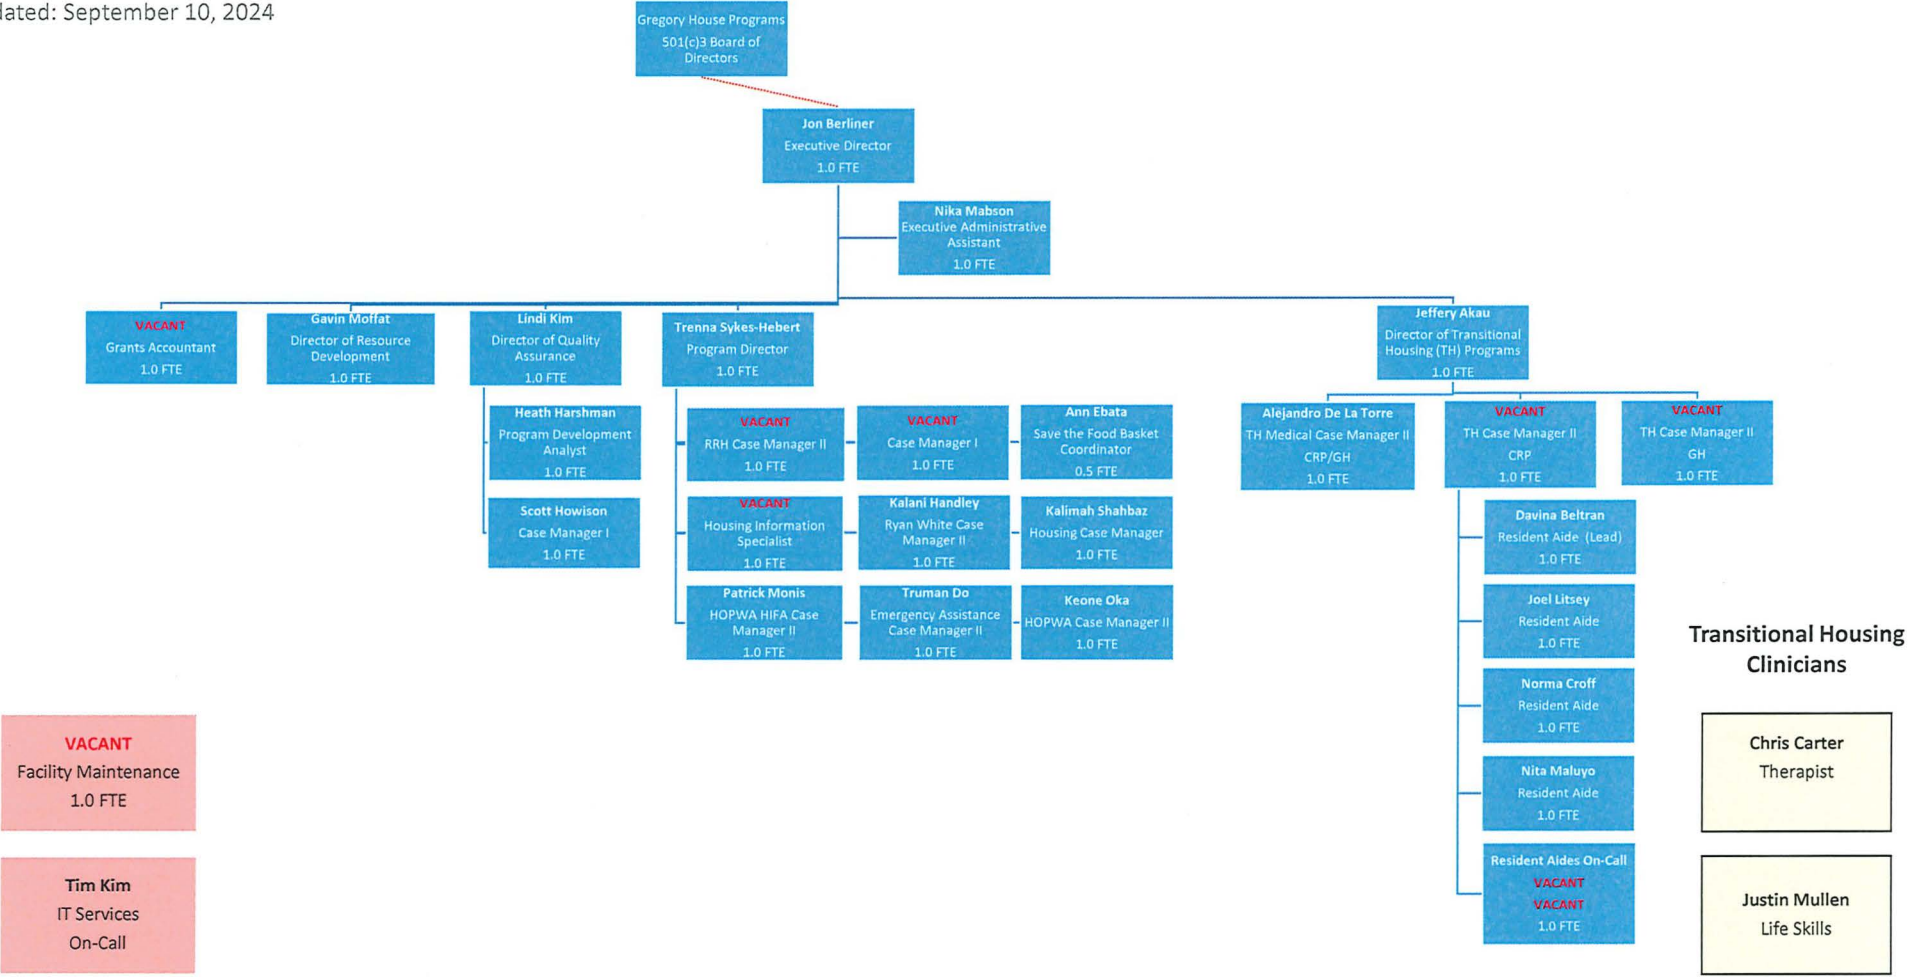 dated: September 10, 2024
Gregory House Programs
501(c)3 Board of
Directors
Jon Berliner
Executive Director
1.0 FTE
Nika Mabson
Executive Administrative
Assistant
1.0 FTE
VACANT
Grants Accountant
1.0 FTE
Gavin Moffat
Director of Resource
Development
1.0 FTE
Lindi Kim
Director of Quality
Assurance
1.0 FTE
Trenna Sykes-Hebert
Program Director
1.0 FTE
Jeffery Akau
Director of Transitional
Housing (TH) Programs
1.0 FTE
Heath Harshman
Program Development
Analyst
1.0 FTE
Scott Howison
Case Manager I
1.0 FTE
VACANT
RRH Case Manager II
1.0 FTE
VACANT
Case Manager I
1.0 FTE
Ann Ebata
Save the Food Basket
Coordinator
0.5 FTE
VACANT
Housing Information
Specialist
1.0 FTE
Kalani Handley
Ryan White Case
Manager II
1.0 FTE
Kalimah Shahbaz
Housing Case Manager
1.0 FTE
Patrick Monis
HOPWA HIFA Case
Manager II
1.0 FTE
Truman Do
Emergency Assistance
Case Manager II
1.0 FTE
Keone Oka
HOPWA Case Manager II
1.0 FTE
Alejandro De La Torre
TH Medical Case Manager II
CRP/GH
1.0 FTE
VACANT
TH Case Manager II
CRP
1.0 FTE
VACANT
TH Case Manager II
GH
1.0 FTE
Davina Beltran
Resident Aide (Lead)
1.0 FTE
Joel Litsey
Resident Aide
1.0 FTE
Norma Croff
Resident Aide
1.0 FTE
Nita Maluyo
Resident Aide
1.0 FTE
Resident Aides On-Call
VACANT
VACANT
1.0 FTE
VACANT
Facility Maintenance
1.0 FTE
Tim Kim
IT Services
On-Call
Transitional Housing
Clinicians
Chris Carter
Therapist
Justin Mullen
Life Skills